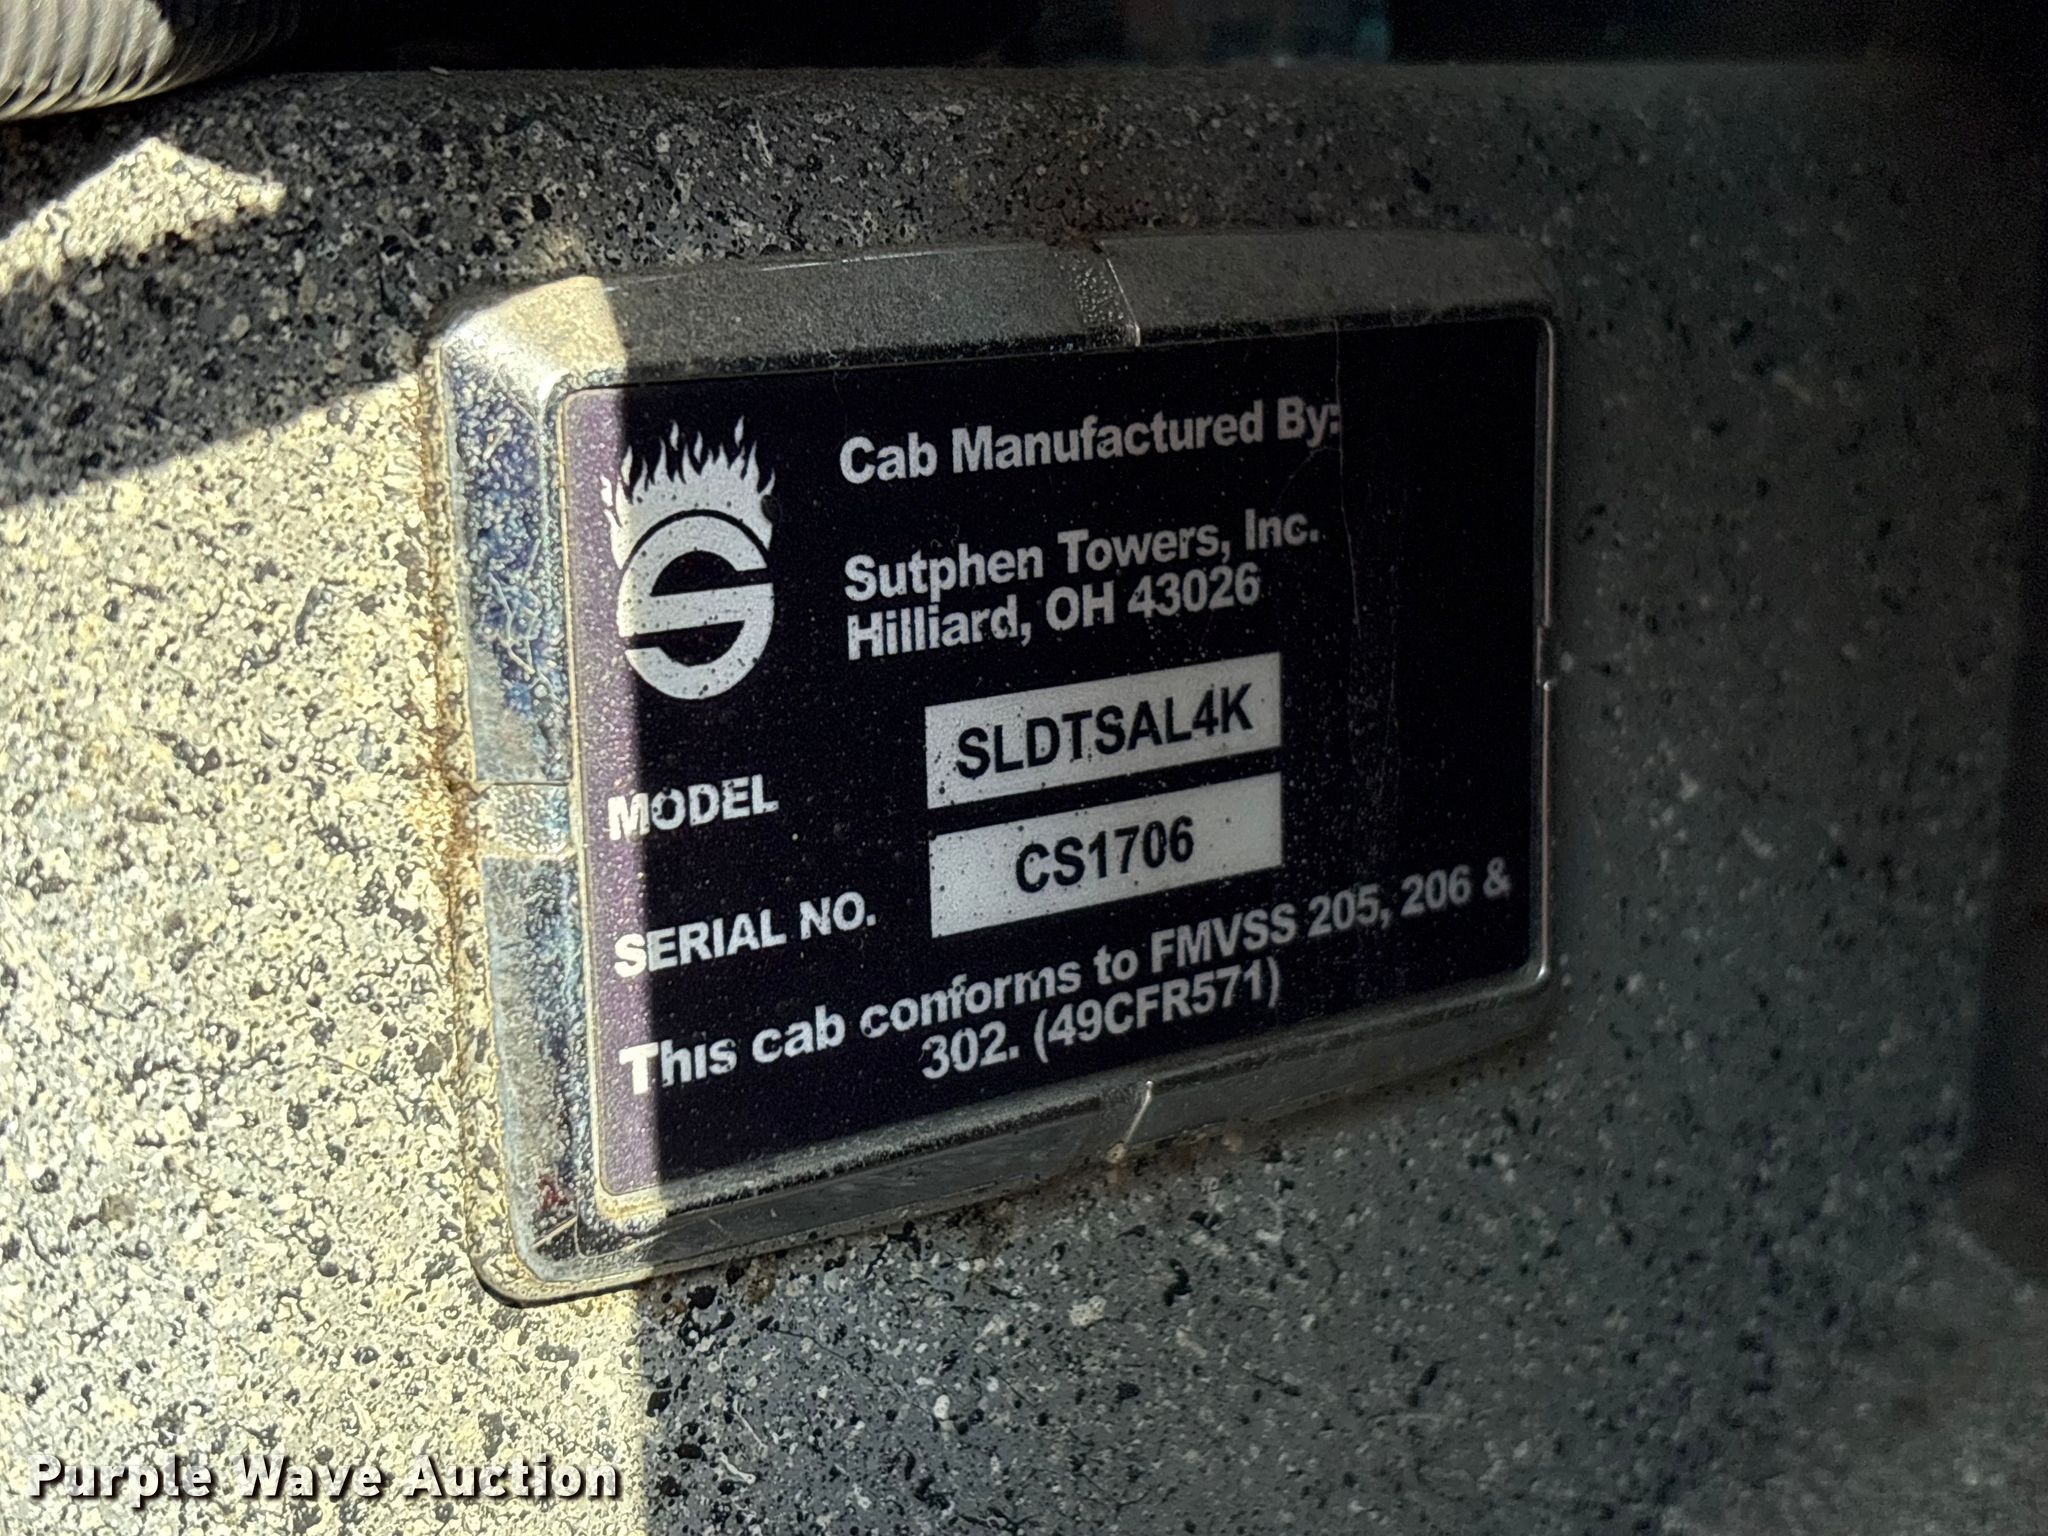 Cab Manufactured By:
Sutphen Towers, Inc.
Hilliard, OH 43026
MODEL SLDTSAL4K
SERIAL NO. CS1706
This cab conforms to FMVSS 205, 206 &
302. (49CFR571)
Purple Wave Auction